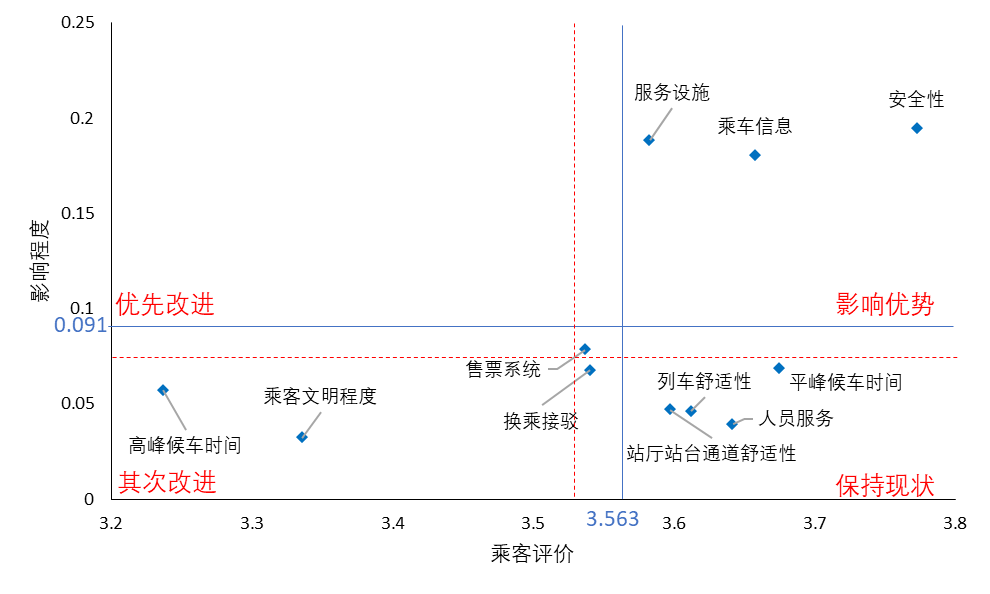 0.25
服务设施
安全性
0.2
乘车信息
0.15
影响程度
0.1
优先改进
影响优势
0.091
售票系统
列车舒适性
平峰候车时间
0.05
乘客文明程度
换乘接驳
人员服务
高峰候车时间
站厅站台通道舒适性
其次改进
保持现状
0
3.2
3.3
3.4
3.5
3.563
3.6
3.7
3.8
乘客评价